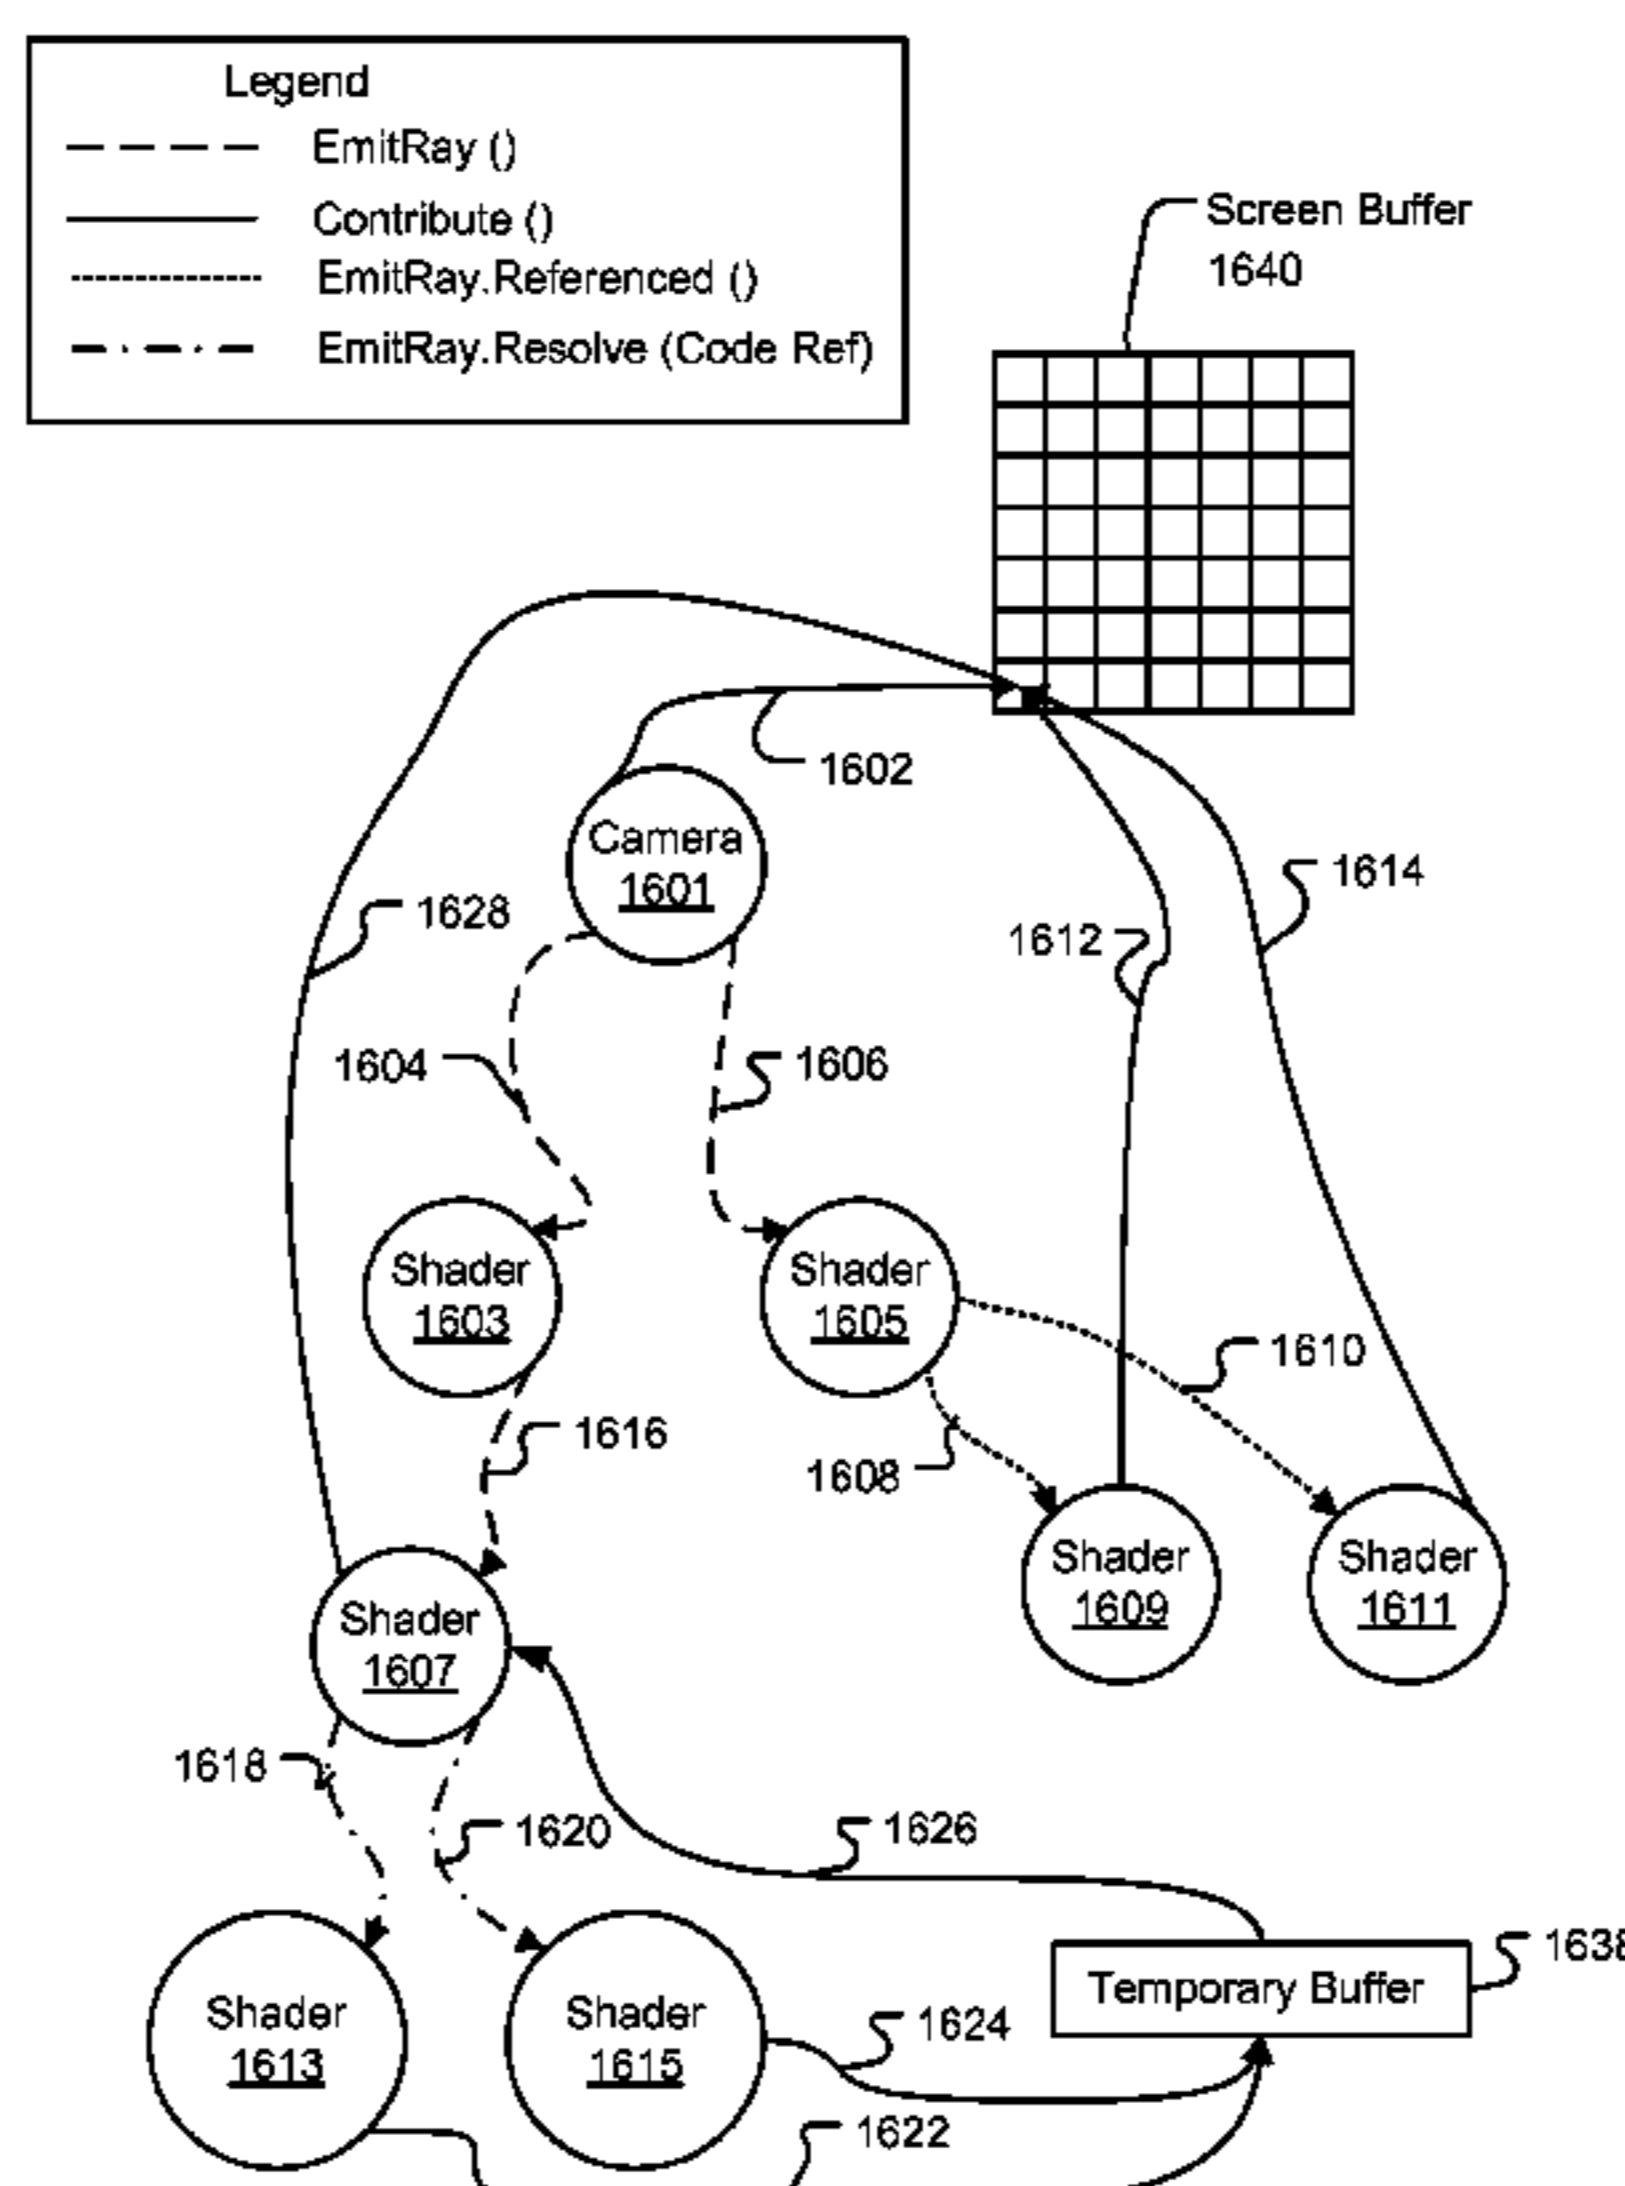 Legend
EmitRay ()
Contribute ()
EmitRay.Referenced ()
EmitRay.Resolve (Code Ref)
Screen Buffer
1640
1602
Camera
1601
1614
1628
1612
1604
1606
Shader
1603
Shader
1605
1610
1616
1608
Shader
1609
Shader
1611
Shader
1607
1618
1620
1626
1638
Temporary Buffer
Shader
1613
Shader
1615
1624
1622